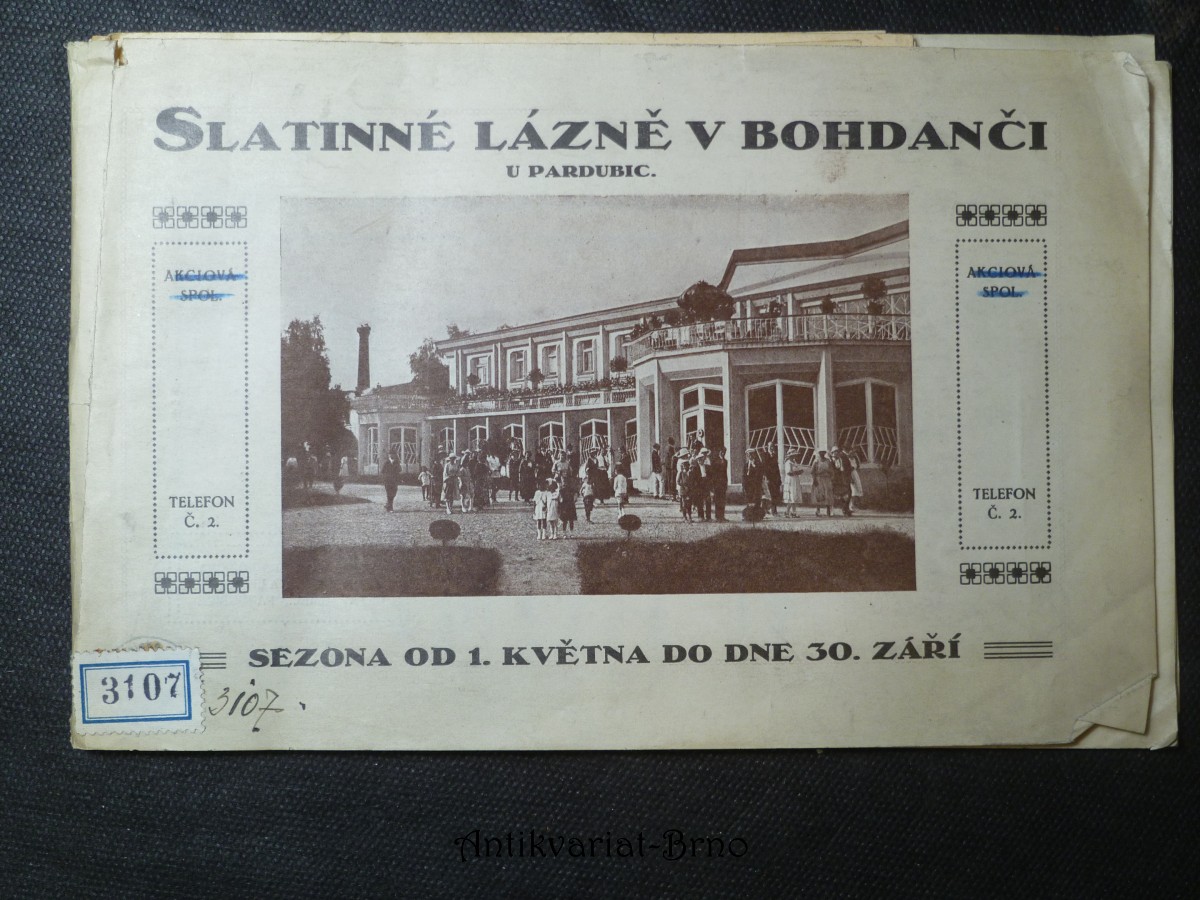 SLATINNÉ LÁZNĚ V BOHDANČI
U PARDUBIC.
AKCIOVÁ
SPOL.
TELEFON
Č. 2.
AKCIOVÁ
SPOL.
TELEFON
Č. 2.
SEZONA OD 1. KVĚTNA DO DNE 30. ZÁŘÍ
3107
3107.
Antikvariat-Brno